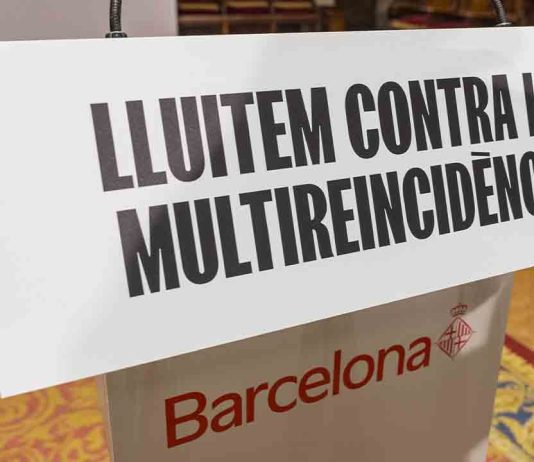 LLUITEM CONTRA
MULTIREINCIDÈNC
Barcelona